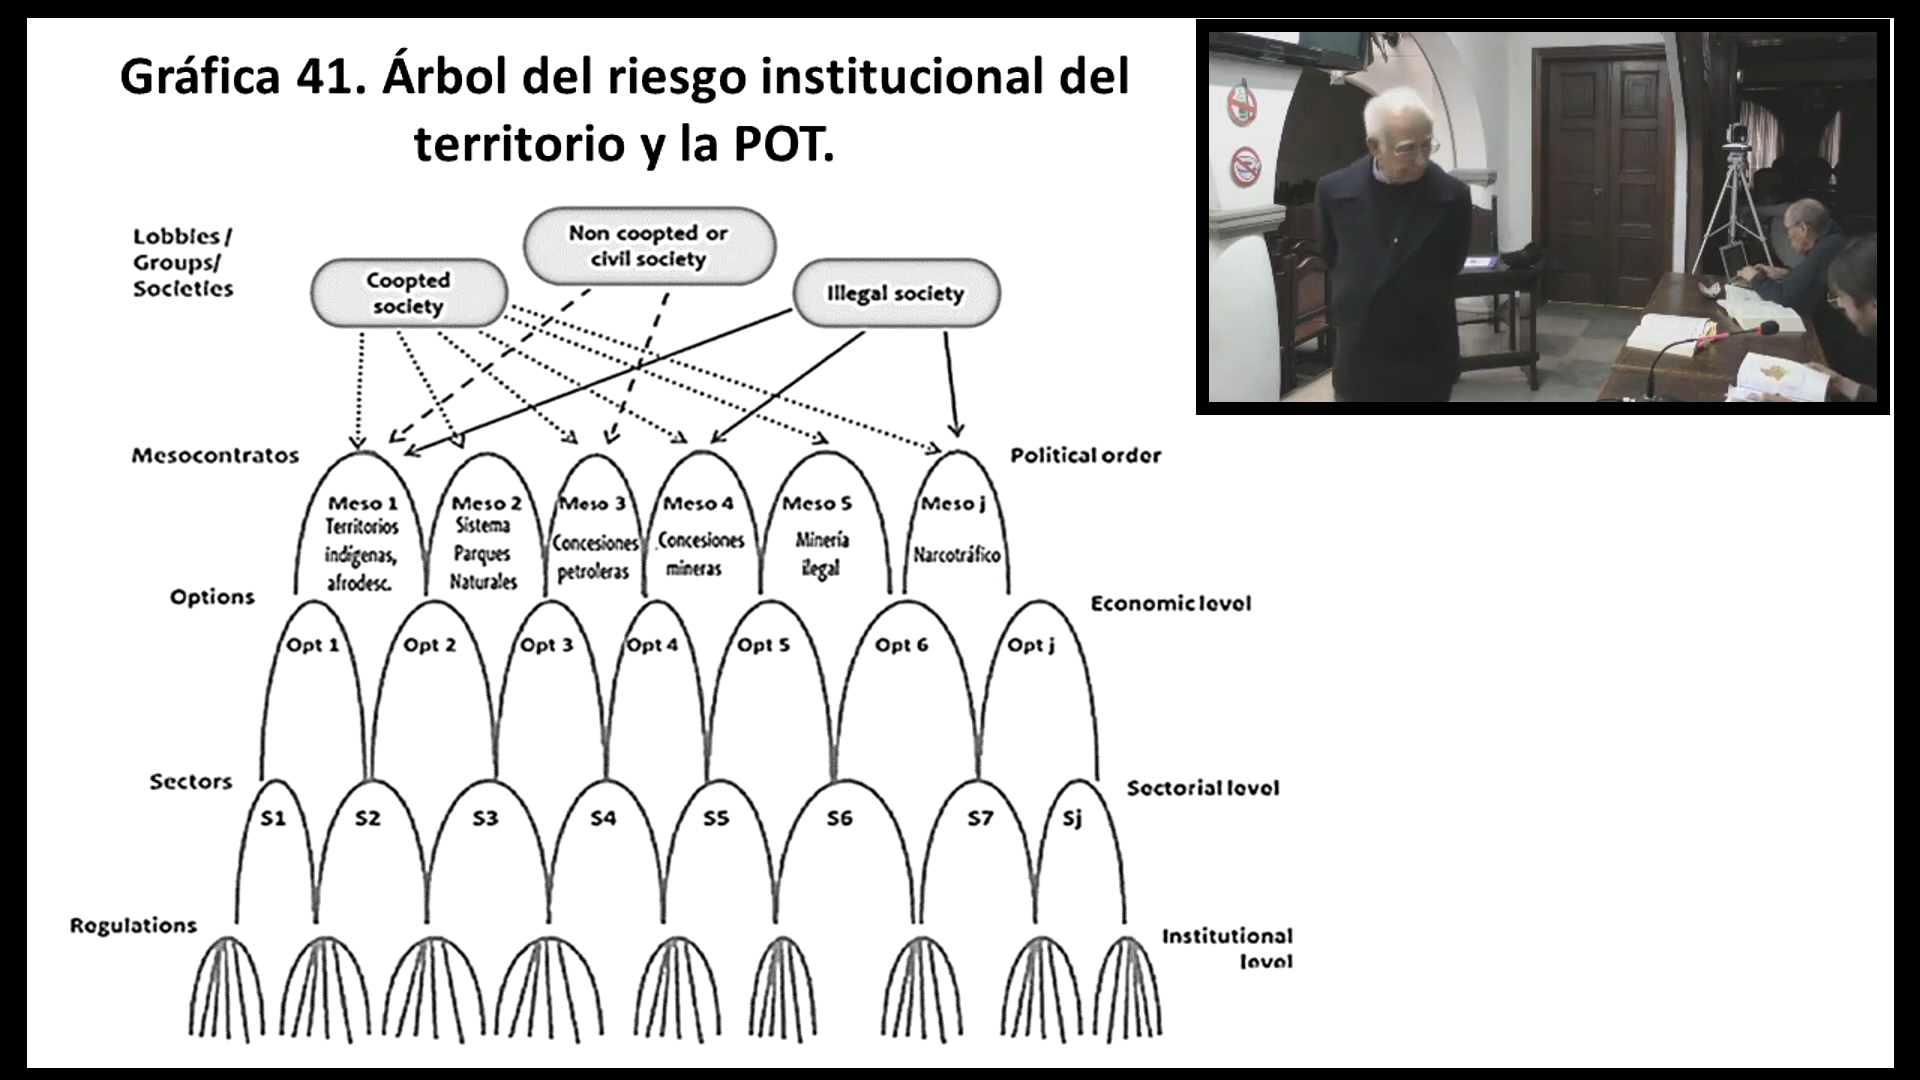 Gráfica 41. Árbol del riesgo institucional del
territorio y la POT.
Lobbies/
Groups/
Societies
Coopted
society
Non coopted or
civil society
Illegal society
Mesocontratos
Political order
Meso 1
Territorios
indígenas,
afrodesc.
Meso 2
Sistema
Parques
Naturales
Meso 3
Concesiones
petroleras
Meso 4
Concesiones
mineras
Meso 5
Minería
ilegal
Meso j
Narcotráfico
Options
Economic level
Opt 1
Opt 2
Opt 3
Opt 4
Opt 5
Opt 6
Opt j
Sectors
Sectorial level
S1
S2
S3
S4
S5
S6
S7
Sj
Regulations
Institutional
level